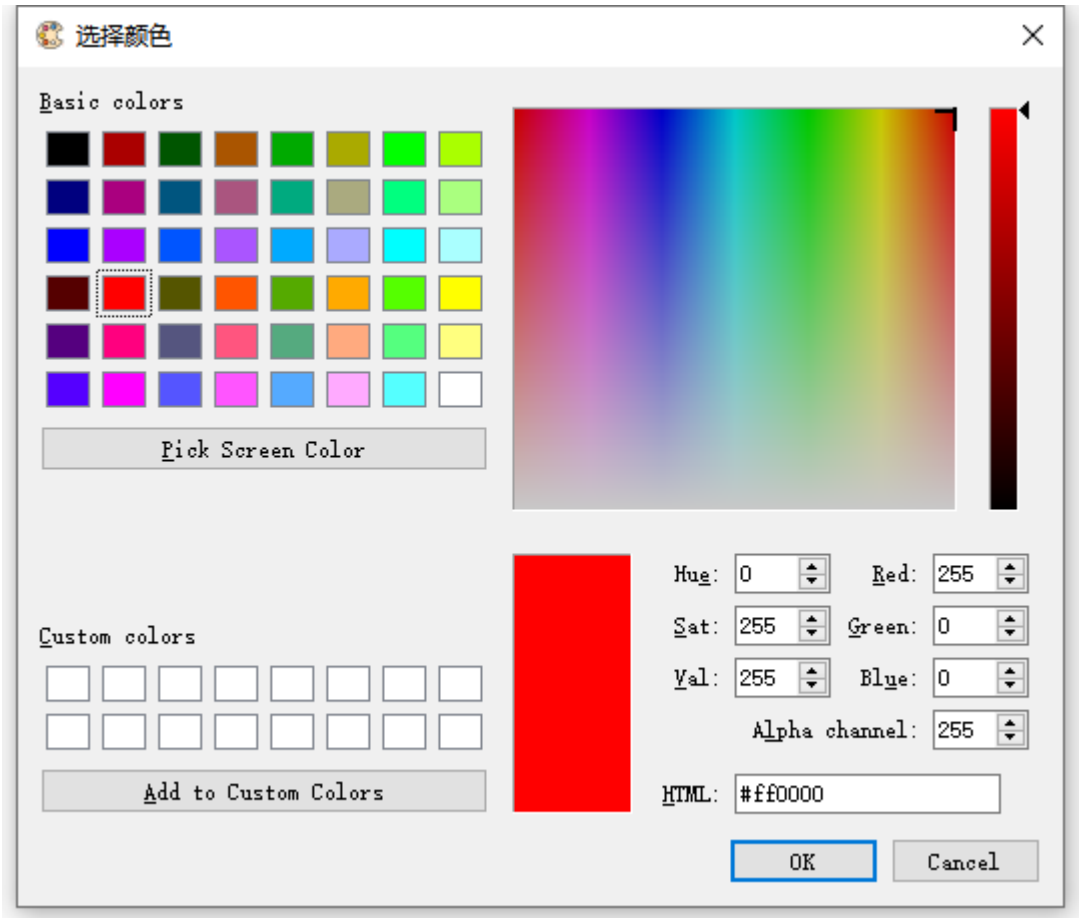 选择颜色
Basic colors
Pick Screen Color
Custom colors
Add to Custom Colors
Hue: 0 Red: 255
Sat: 255 Green: 0
Val: 255 Blue: 0
Alpha channel: 255
HTML: #ff0000
OK Cancel